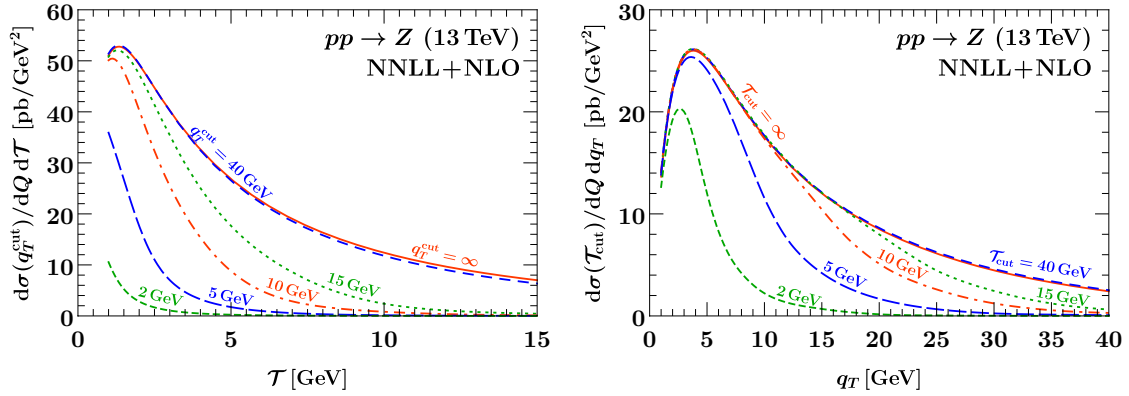 dσ(q_T^cut)/dQ d𝒯 [pb/GeV²]
60
50
40
30
20
10
0
pp → Z (13 TeV)
NNLL+NLO
q_T^cut = 40 GeV
q_T^cut = ∞
15 GeV
10 GeV
5 GeV
2 GeV
0 5 10 15
𝒯 [GeV]
dσ(𝒯_cut)/dQ dq_T [pb/GeV²]
30
20
10
0
pp → Z (13 TeV)
NNLL+NLO
𝒯_cut = ∞
𝒯_cut = 40 GeV
15 GeV
10 GeV
5 GeV
2 GeV
0 5 10 15 20 25 30 35 40
q_T [GeV]